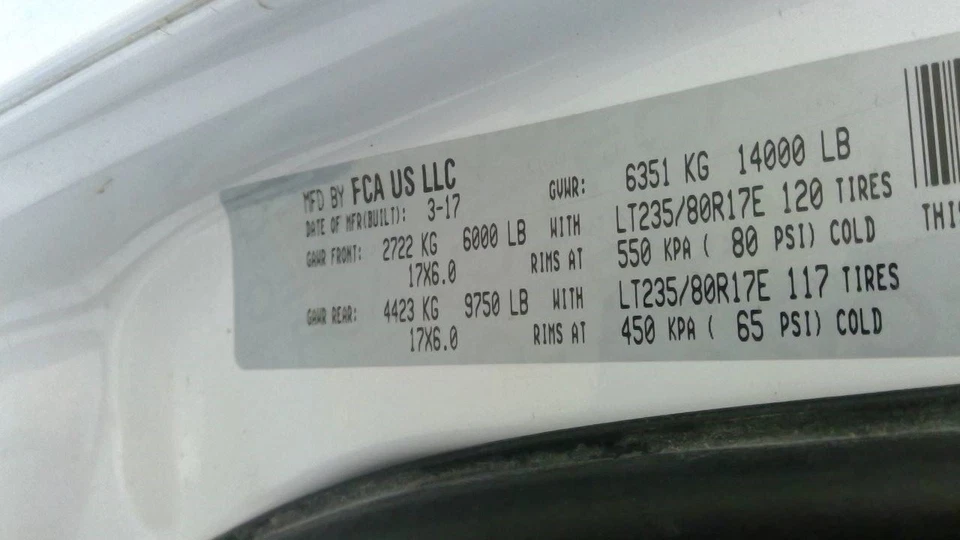 MFD BY FCA US LLC GVWR: 6351 KG 14000 LB
DATE OF MFR(BUILT): 3-17
GAWR FRONT: 2722 KG 6000 LB WITH LT235/80R17E 120 TIRES
17X6.0 RIMS AT 550 KPA ( 80 PSI) COLD
GAWR REAR: 4423 KG 9750 LB WITH LT235/80R17E 117 TIRES
17X6.0 RIMS AT 450 KPA ( 65 PSI) COLD